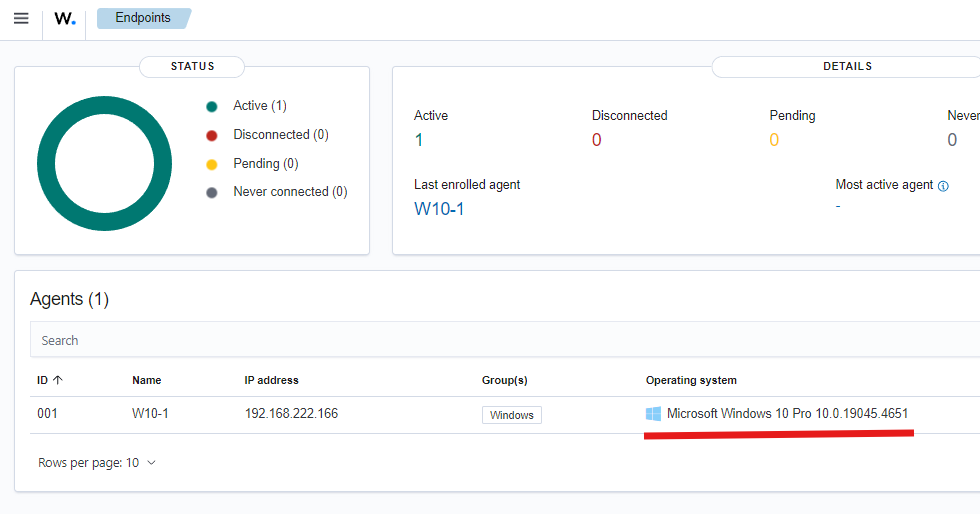 W. Endpoints
STATUS
Active (1)
Disconnected (0)
Pending (0)
Never connected (0)
DETAILS
Active Disconnected Pending Never
1 0 0 0
Last enrolled agent Most active agent
W10-1 -
Agents (1)
Search
ID Name IP address Group(s) Operating system
001 W10-1 192.168.222.166 Windows Microsoft Windows 10 Pro 10.0.19045.4651
Rows per page: 10